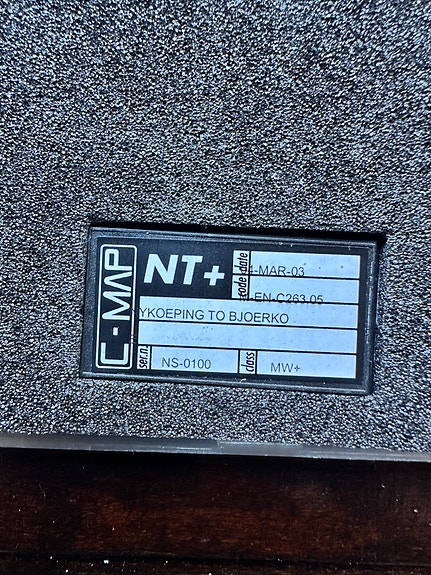 C-MAP
NT+
date
-MAR-03
code
-EN-C263.05
YKOEPING TO BJOERKO
ser.n.
NS-0100
class
MW+